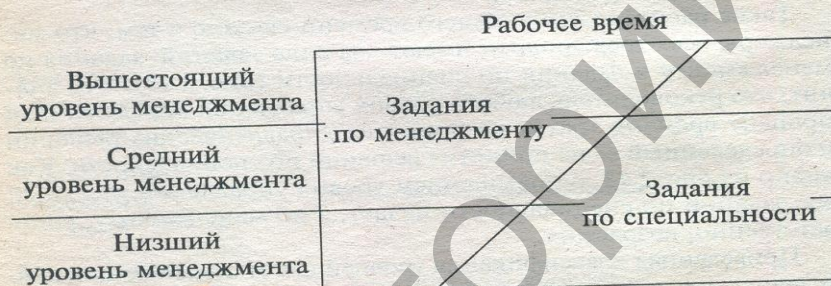 Рабочее время
Вышестоящий
уровень менеджмента
Задания
по менеджменту
Средний
уровень менеджмента
Задания
по специальности
Низший
уровень менеджмента